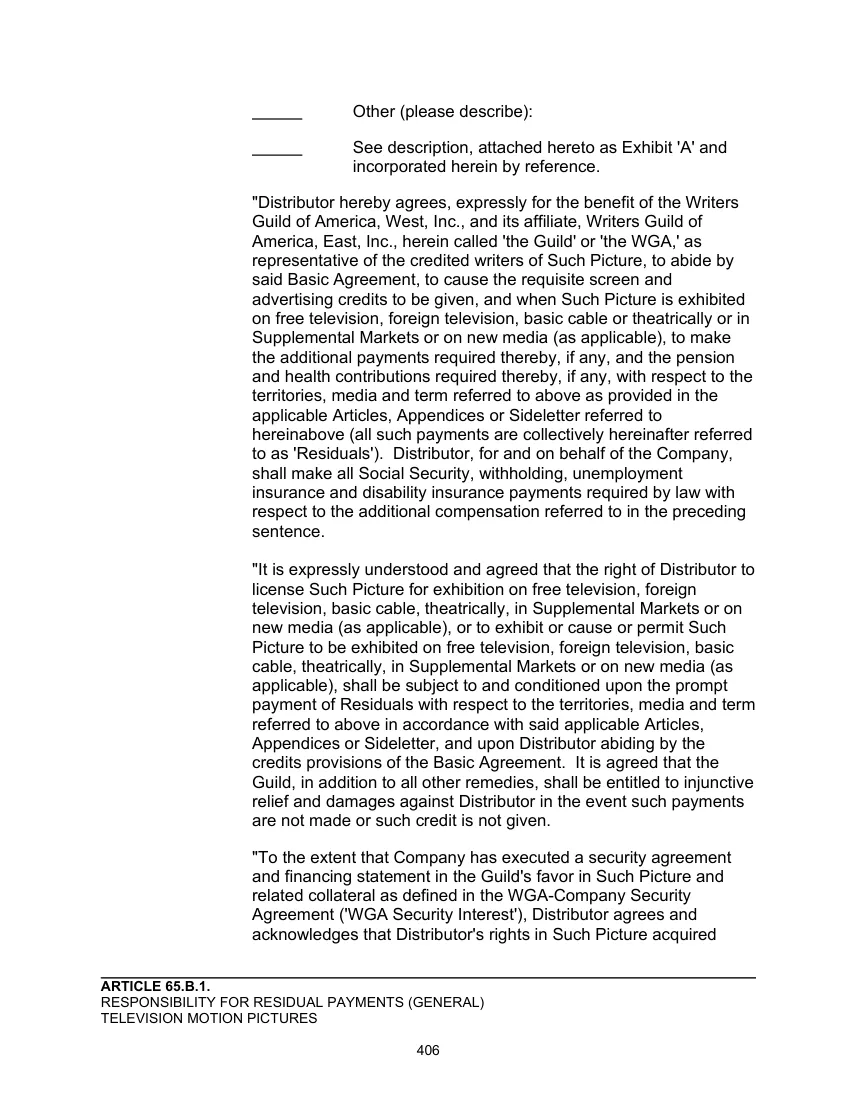 ______ Other (please describe):
______ See description, attached hereto as Exhibit 'A' and
incorporated herein by reference.
"Distributor hereby agrees, expressly for the benefit of the Writers
Guild of America, West, Inc., and its affiliate, Writers Guild of
America, East, Inc., herein called 'the Guild' or 'the WGA,' as
representative of the credited writers of Such Picture, to abide by
said Basic Agreement, to cause the requisite screen and
advertising credits to be given, and when Such Picture is exhibited
on free television, foreign television, basic cable or theatrically or in
Supplemental Markets or on new media (as applicable), to make
the additional payments required thereby, if any, and the pension
and health contributions required thereby, if any, with respect to the
territories, media and term referred to above as provided in the
applicable Articles, Appendices or Sideletter referred to
hereinabove (all such payments are collectively hereinafter referred
to as 'Residuals').  Distributor, for and on behalf of the Company,
shall make all Social Security, withholding, unemployment
insurance and disability insurance payments required by law with
respect to the additional compensation referred to in the preceding
sentence.
"It is expressly understood and agreed that the right of Distributor to
license Such Picture for exhibition on free television, foreign
television, basic cable, theatrically, in Supplemental Markets or on
new media (as applicable), or to exhibit or cause or permit Such
Picture to be exhibited on free television, foreign television, basic
cable, theatrically, in Supplemental Markets or on new media (as
applicable), shall be subject to and conditioned upon the prompt
payment of Residuals with respect to the territories, media and term
referred to above in accordance with said applicable Articles,
Appendices or Sideletter, and upon Distributor abiding by the
credits provisions of the Basic Agreement.  It is agreed that the
Guild, in addition to all other remedies, shall be entitled to injunctive
relief and damages against Distributor in the event such payments
are not made or such credit is not given.
"To the extent that Company has executed a security agreement
and financing statement in the Guild's favor in Such Picture and
related collateral as defined in the WGA-Company Security
Agreement ('WGA Security Interest'), Distributor agrees and
acknowledges that Distributor's rights in Such Picture acquired
ARTICLE 65.B.1.
RESPONSIBILITY FOR RESIDUAL PAYMENTS (GENERAL)
TELEVISION MOTION PICTURES
406